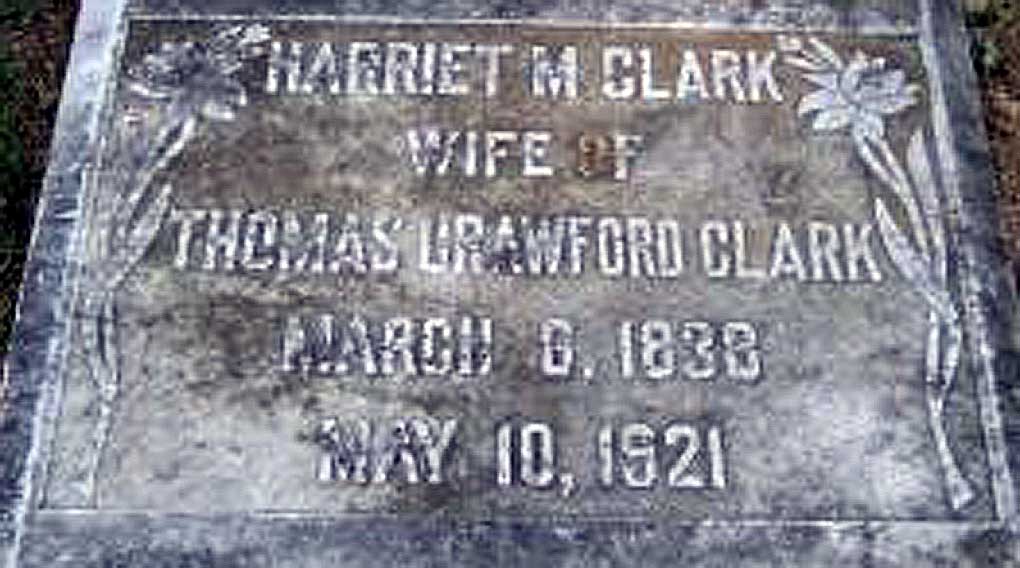 HARRIET M CLARK
WIFE OF
THOMAS CRAWFORD CLARK
MARCH 6, 1838
MAY 10, 1921